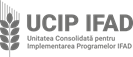 UCIP IFAD
Unitatea Consolidată pentru
Implementarea Programelor IFAD